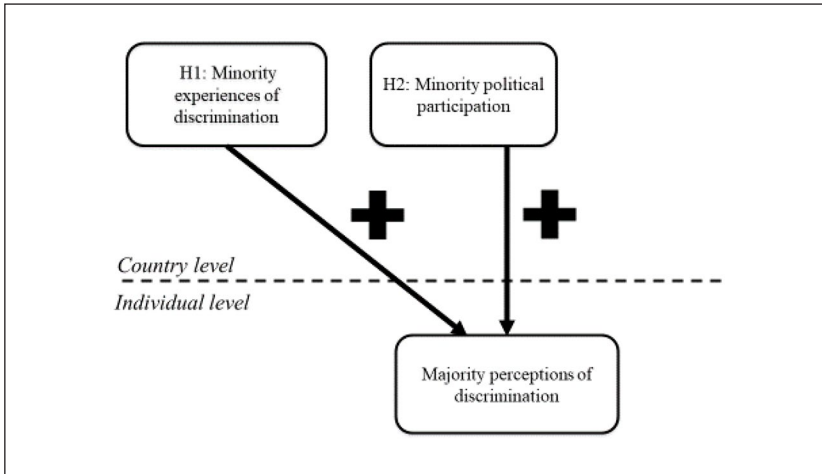 H1: Minority
experiences of
discrimination
H2: Minority political
participation
Country level
Individual level
Majority perceptions of
discrimination